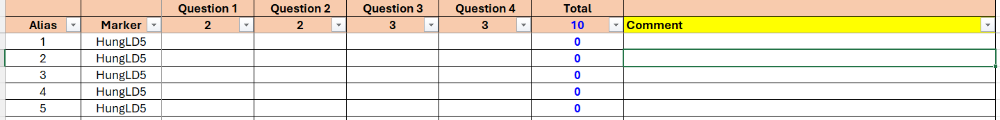 Question 1 Question 2 Question 3 Question 4 Total
Alias Marker 2 2 3 3 10 Comment
1 HungLD5 0
2 HungLD5 0
3 HungLD5 0
4 HungLD5 0
5 HungLD5 0